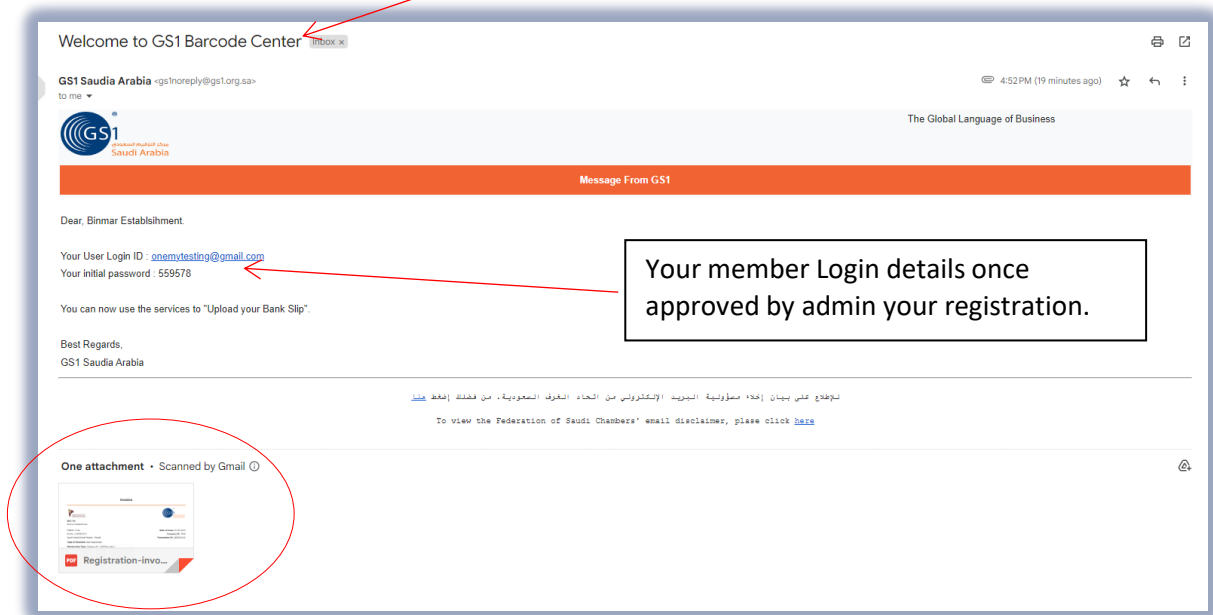 Welcome to GS1 Barcode Center Inbox x
GS1 Saudia Arabia <gs1noreply@gs1.org.sa>
4:52 PM (19 minutes ago)
to me
GS1
مركز الترقيم السعودي
Saudi Arabia
The Global Language of Business
Message From GS1
Dear, Binmar Establsihment.
Your User Login ID : onemytesting@gmail.com
Your initial password : 559578
You can now use the services to "Upload your Bank Slip".
Best Regards,
GS1 Saudia Arabia
Your member Login details once
approved by admin your registration.
للإطلاع على بيان إخلاء مسؤولية البريد الإلكتروني من اتحاد الغرف السعودية، من فضلك إضغط هنا
To view the Federation of Saudi Chambers' email disclaimer, plase click here
One attachment • Scanned by Gmail
PDF Registration-invo...